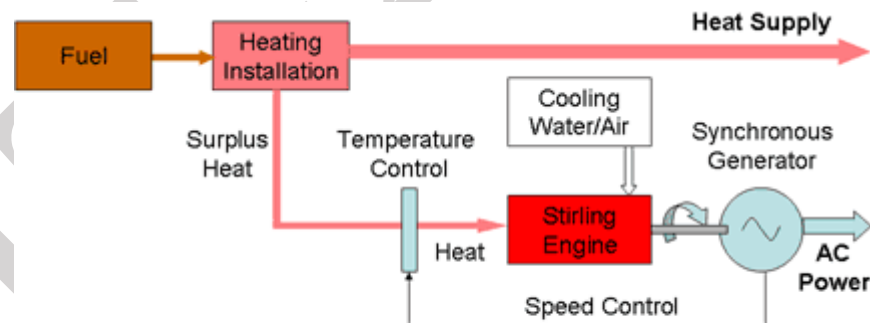 Heat Supply
Fuel
Heating
Installation
Cooling
Water/Air
Surplus
Heat
Temperature
Control
Synchronous
Generator
Stirling
Engine
Heat
AC
Power
Speed Control